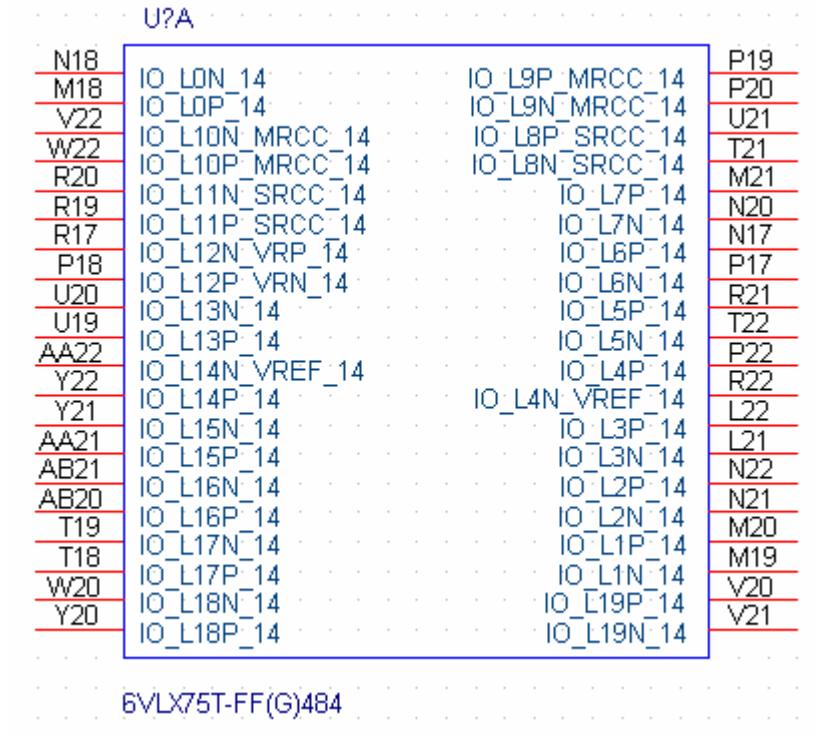 U?A
N18 IO_L0N_14 IO_L9P_MRCC_14 P19
M18 IO_L0P_14 IO_L9N_MRCC_14 P20
V22 IO_L10N_MRCC_14 IO_L8P_SRCC_14 U21
W22 IO_L10P_MRCC_14 IO_L8N_SRCC_14 T21
R20 IO_L11N_SRCC_14 IO_L7P_14 M21
R19 IO_L11P_SRCC_14 IO_L7N_14 N20
R17 IO_L12N_VRP_14 IO_L6P_14 N17
P18 IO_L12P_VRN_14 IO_L6N_14 P17
U20 IO_L13N_14 IO_L5P_14 R21
U19 IO_L13P_14 IO_L5N_14 T22
AA22 IO_L14N_VREF_14 IO_L4P_14 P22
Y22 IO_L14P_14 IO_L4N_VREF_14 R22
Y21 IO_L15N_14 IO_L3P_14 L22
AA21 IO_L15P_14 IO_L3N_14 L21
AB21 IO_L16N_14 IO_L2P_14 N22
AB20 IO_L16P_14 IO_L2N_14 N21
T19 IO_L17N_14 IO_L1P_14 M20
T18 IO_L17P_14 IO_L1N_14 M19
W20 IO_L18N_14 IO_L19P_14 V20
Y20 IO_L18P_14 IO_L19N_14 V21
6VLX75T-FF(G)484